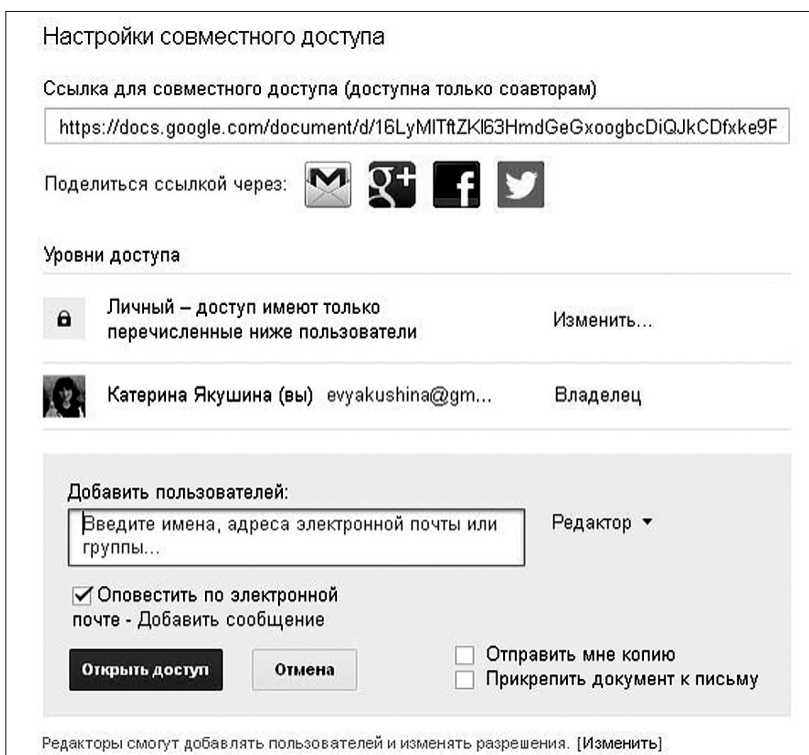 Настройки совместного доступа
Ссылка для совместного доступа (доступна только соавторам)
https://docs.google.com/document/d/16LyMlTftZKl63HmdGeGxoogbcDiQJkCDfxke9F
Поделиться ссылкой через:
Уровни доступа
Личный – доступ имеют только
перечисленные ниже пользователи
Изменить...
Катерина Якушина (вы) evyakushina@gm...
Владелец
Добавить пользователей:
Введите имена, адреса электронной почты или
группы...
Редактор
Оповестить по электронной
почте - Добавить сообщение
Открыть доступ
Отмена
Отправить мне копию
Прикрепить документ к письму
Редакторы смогут добавлять пользователей и изменять разрешения. [Изменить]